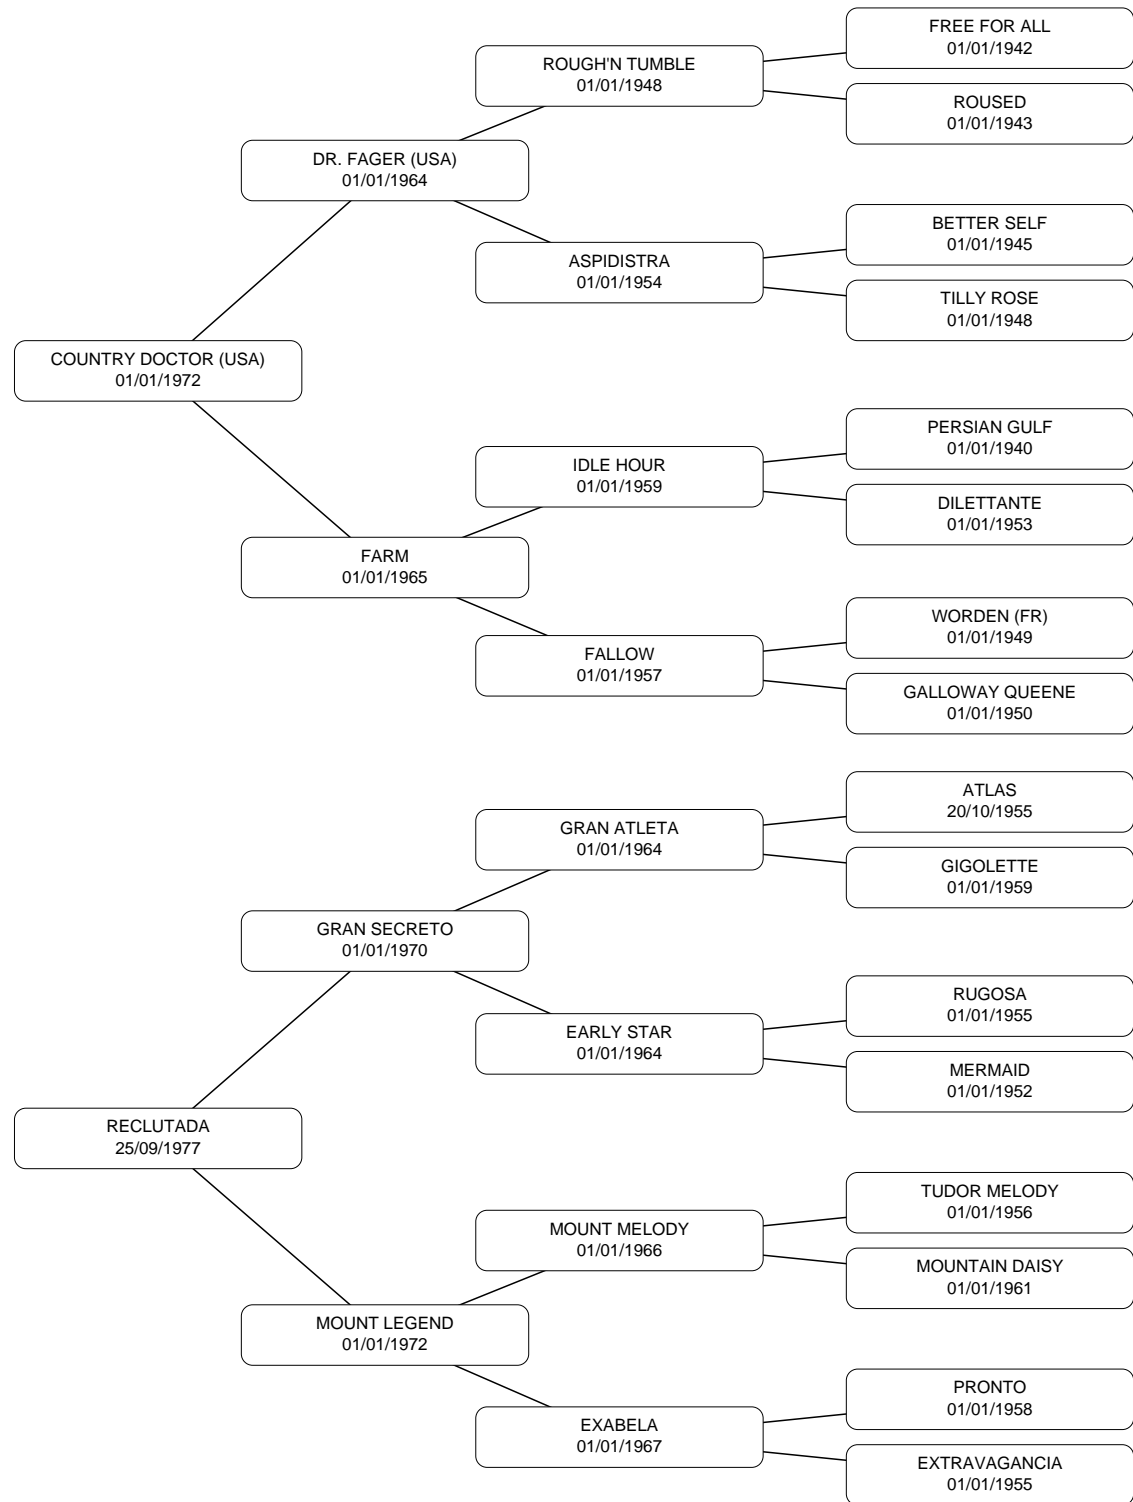 FREE FOR ALL
01/01/1942
ROUGH'N TUMBLE
01/01/1948
ROUSED
01/01/1943
DR. FAGER (USA)
01/01/1964
BETTER SELF
01/01/1945
ASPIDISTRA
01/01/1954
TILLY ROSE
01/01/1948
COUNTRY DOCTOR (USA)
01/01/1972
PERSIAN GULF
01/01/1940
IDLE HOUR
01/01/1959
DILETTANTE
01/01/1953
FARM
01/01/1965
WORDEN (FR)
01/01/1949
FALLOW
01/01/1957
GALLOWAY QUEENE
01/01/1950
ATLAS
20/10/1955
GRAN ATLETA
01/01/1964
GIGOLETTE
01/01/1959
GRAN SECRETO
01/01/1970
RUGOSA
01/01/1955
EARLY STAR
01/01/1964
MERMAID
01/01/1952
RECLUTADA
25/09/1977
TUDOR MELODY
01/01/1956
MOUNT MELODY
01/01/1966
MOUNTAIN DAISY
01/01/1961
MOUNT LEGEND
01/01/1972
PRONTO
01/01/1958
EXABELA
01/01/1967
EXTRAVAGANCIA
01/01/1955